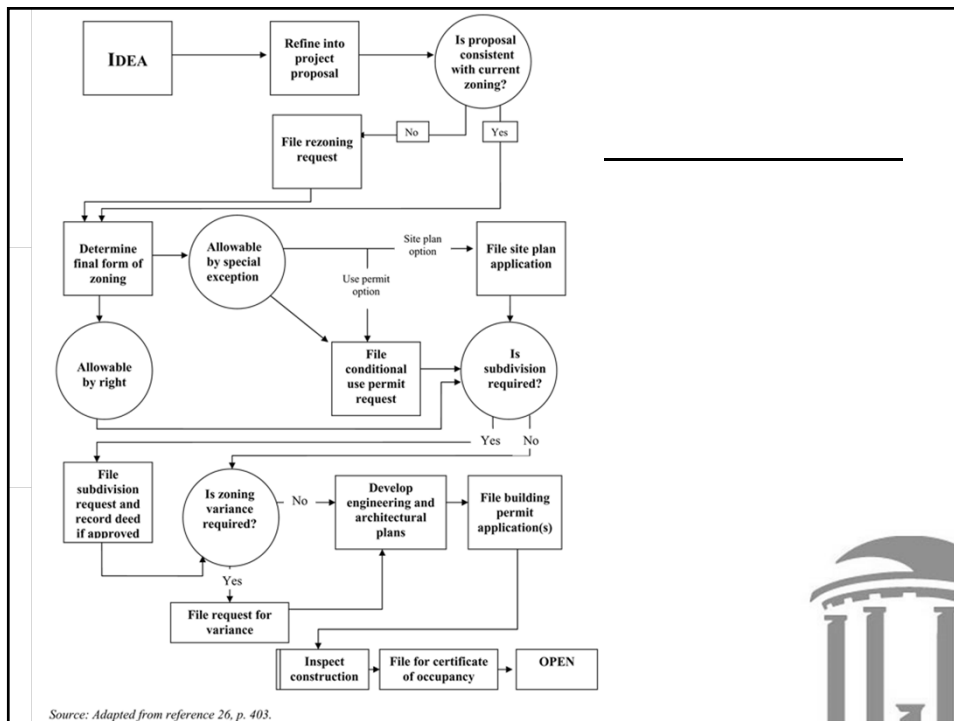 IDEA
Refine into
project
proposal
Is proposal
consistent
with current
zoning?
No
Yes
File rezoning
request
Determine
final form of
zoning
Allowable
by special
exception
Site plan
option
File site plan
application
Use permit
option
Allowable
by right
File
conditional
use permit
request
Is
subdivision
required?
Yes
No
File
subdivision
request and
record deed
if approved
Is zoning
variance
required?
No
Develop
engineering and
architectural
plans
File building
permit
application(s)
Yes
File request for
variance
Inspect
construction
File for certificate
of occupancy
OPEN
Source: Adapted from reference 26, p. 403.